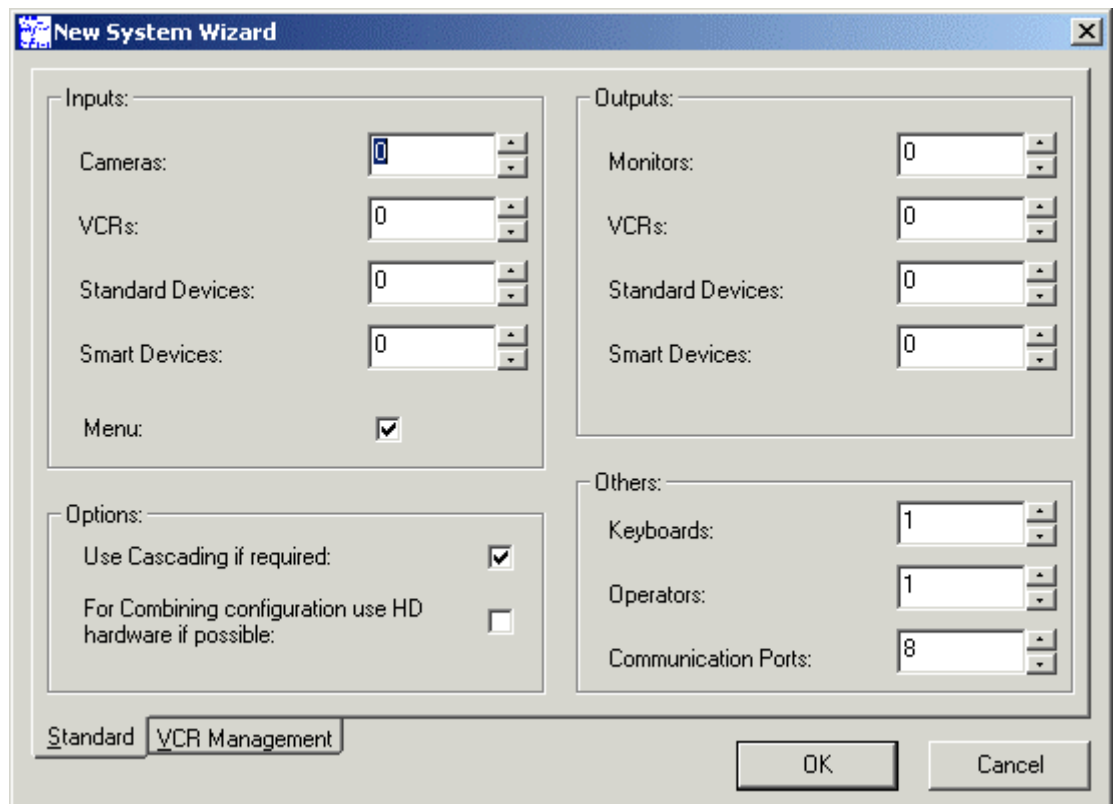 New System Wizard
Inputs:
Cameras: 0
VCRs: 0
Standard Devices: 0
Smart Devices: 0
Menu:
Outputs:
Monitors: 0
VCRs: 0
Standard Devices: 0
Smart Devices: 0
Options:
Use Cascading if required:
For Combining configuration use HD
hardware if possible:
Others:
Keyboards: 1
Operators: 1
Communication Ports: 8
Standard VCR Management
OK Cancel